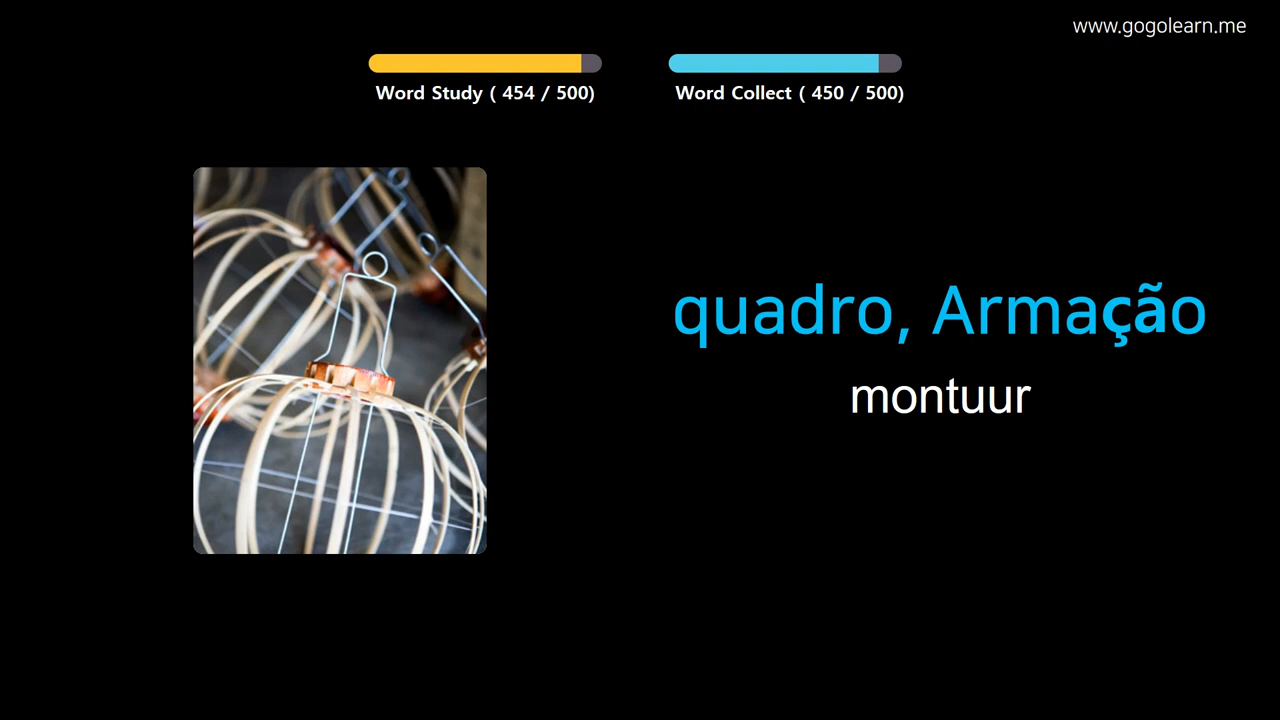 www.gogolearn.me
Word Study ( 454 / 500)
Word Collect ( 450 / 500)
quadro, Armação
montuur